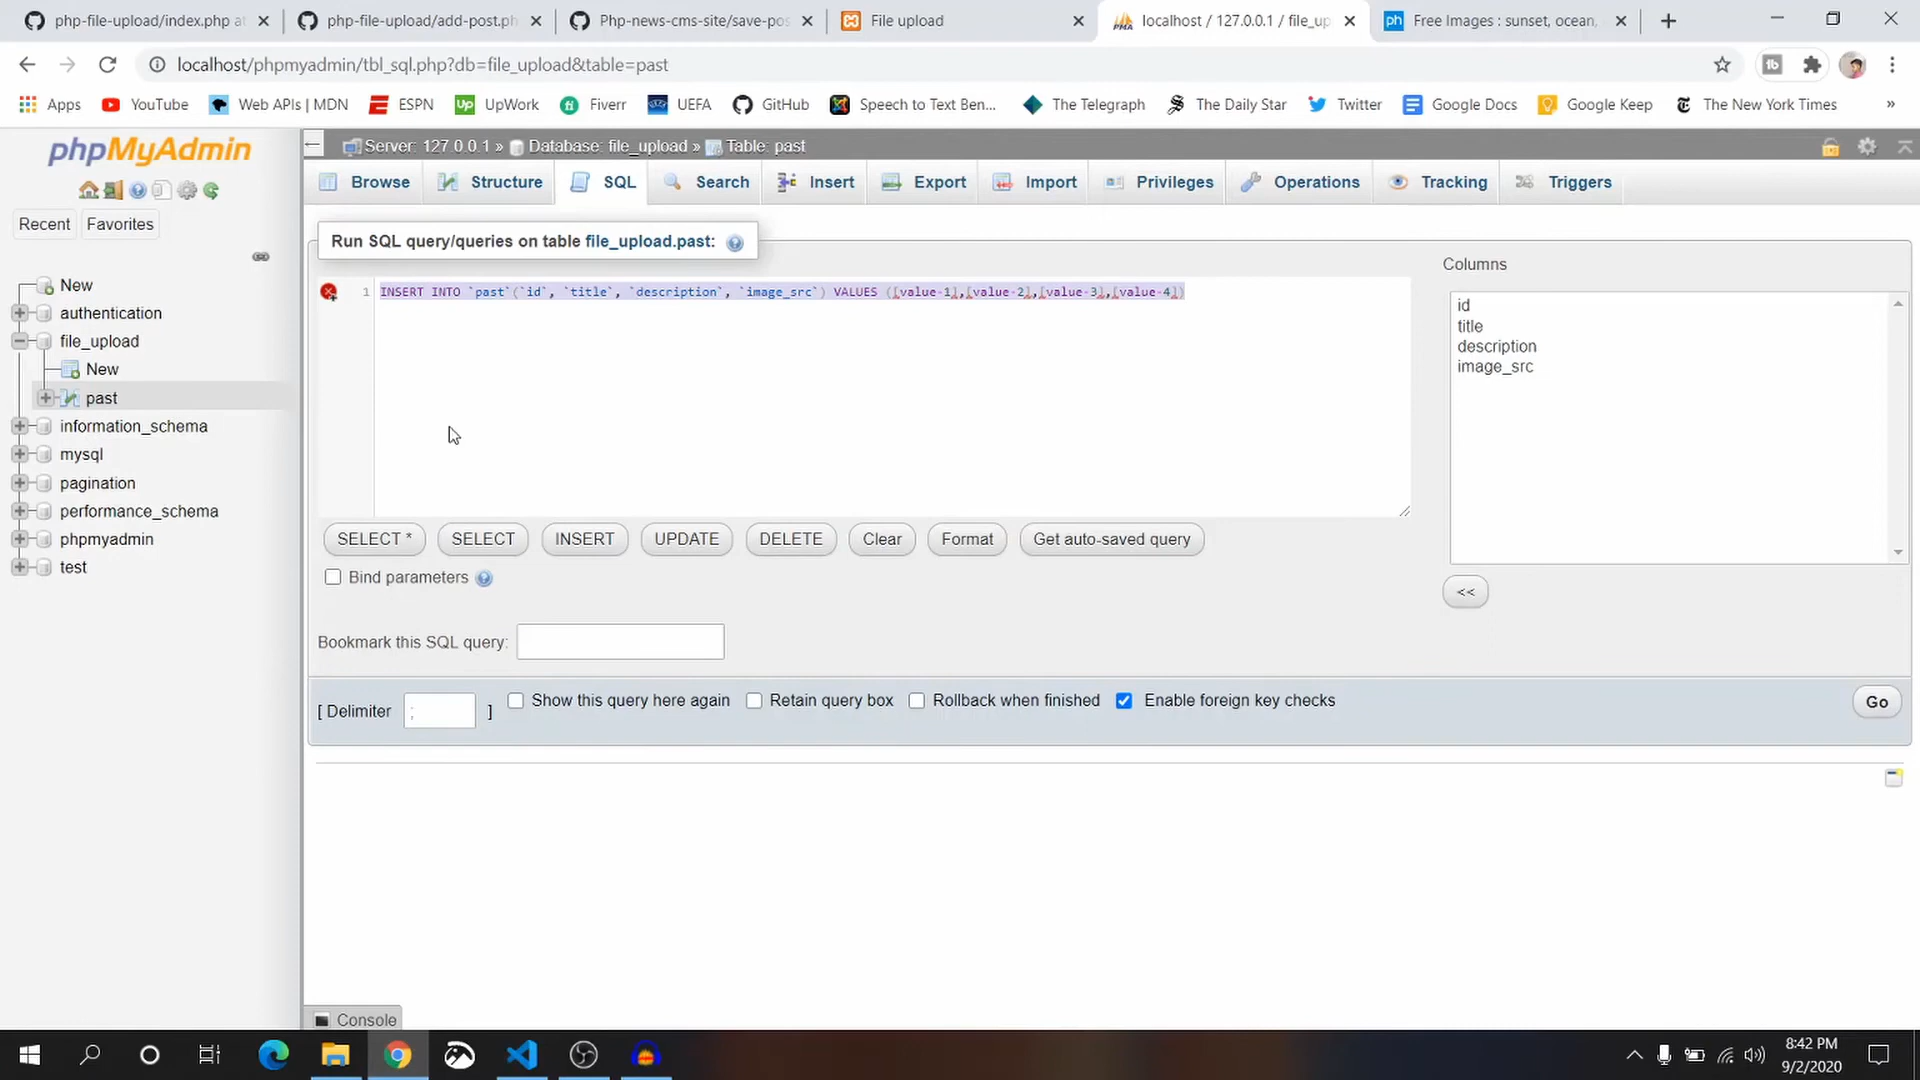 php-file-upload/index.php at
php-file-upload/add-post.ph
Php-news-cms-site/save-pos
File upload
localhost / 127.0.0.1 / file_up
Free Images : sunset, ocean,
localhost/phpmyadmin/tbl_sql.php?db=file_upload&table=past
Apps
YouTube
Web APIs | MDN
ESPN
UpWork
Fiverr
UEFA
GitHub
Speech to Text Ben...
The Telegraph
The Daily Star
Twitter
Google Docs
Google Keep
The New York Times
»
phpMyAdmin
Recent
Favorites
New
authentication
file_upload
New
past
information_schema
mysql
pagination
performance_schema
phpmyadmin
test
Server: 127.0.0.1 » Database: file_upload » Table: past
Browse
Structure
SQL
Search
Insert
Export
Import
Privileges
Operations
Tracking
Triggers
Run SQL query/queries on table file_upload.past:
1 INSERT INTO `past`(`id`, `title`, `description`, `image_src`) VALUES ([value-1],[value-2],[value-3],[value-4])
Columns
id
title
description
image_src
<<
SELECT *
SELECT
INSERT
UPDATE
DELETE
Clear
Format
Get auto-saved query
Bind parameters
Bookmark this SQL query:
[ Delimiter ; ]
Show this query here again
Retain query box
Rollback when finished
Enable foreign key checks
Go
Console
8:42 PM
9/2/2020